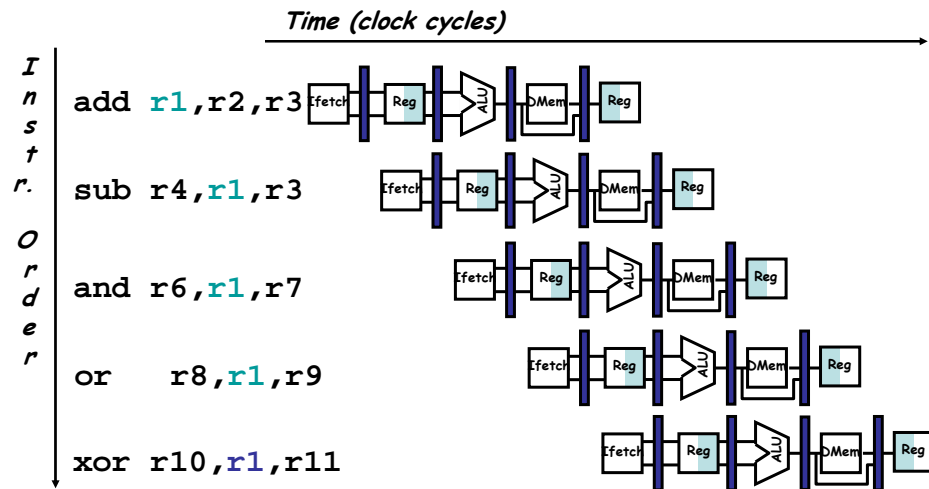 Time (clock cycles)
Instr. Order
add r1,r2,r3 Ifetch Reg ALU DMem Reg
sub r4,r1,r3 Ifetch Reg ALU DMem Reg
and r6,r1,r7 Ifetch Reg ALU DMem Reg
or r8,r1,r9 Ifetch Reg ALU DMem Reg
xor r10,r1,r11 Ifetch Reg ALU DMem Reg